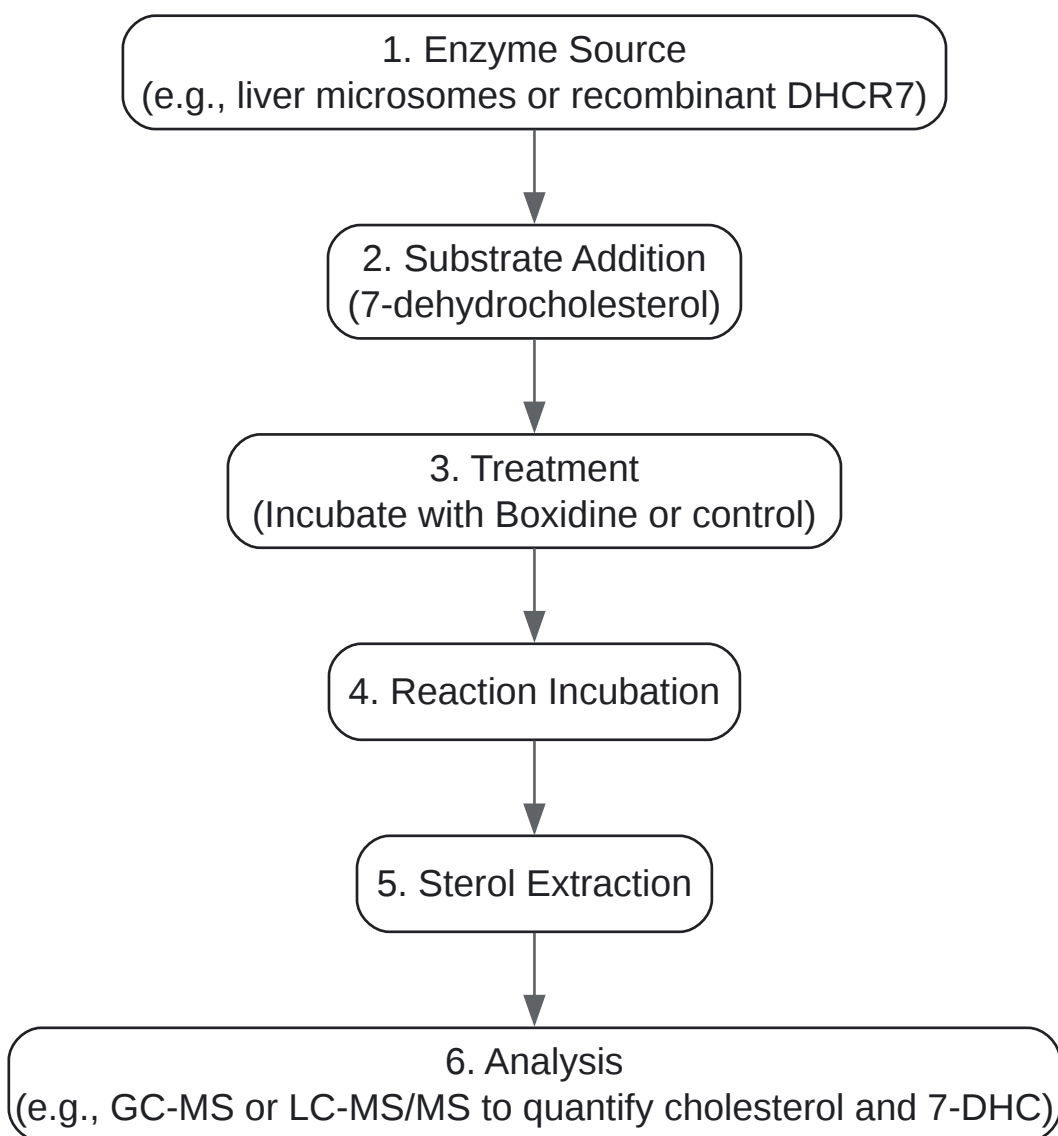 1. Enzyme Source
(e.g., liver microsomes or recombinant DHCR7)
2. Substrate Addition
(7-dehydrocholesterol)
3. Treatment
(Incubate with Boxidine or control)
4. Reaction Incubation
5. Sterol Extraction
6. Analysis
(e.g., GC-MS or LC-MS/MS to quantify cholesterol and 7-DHC)